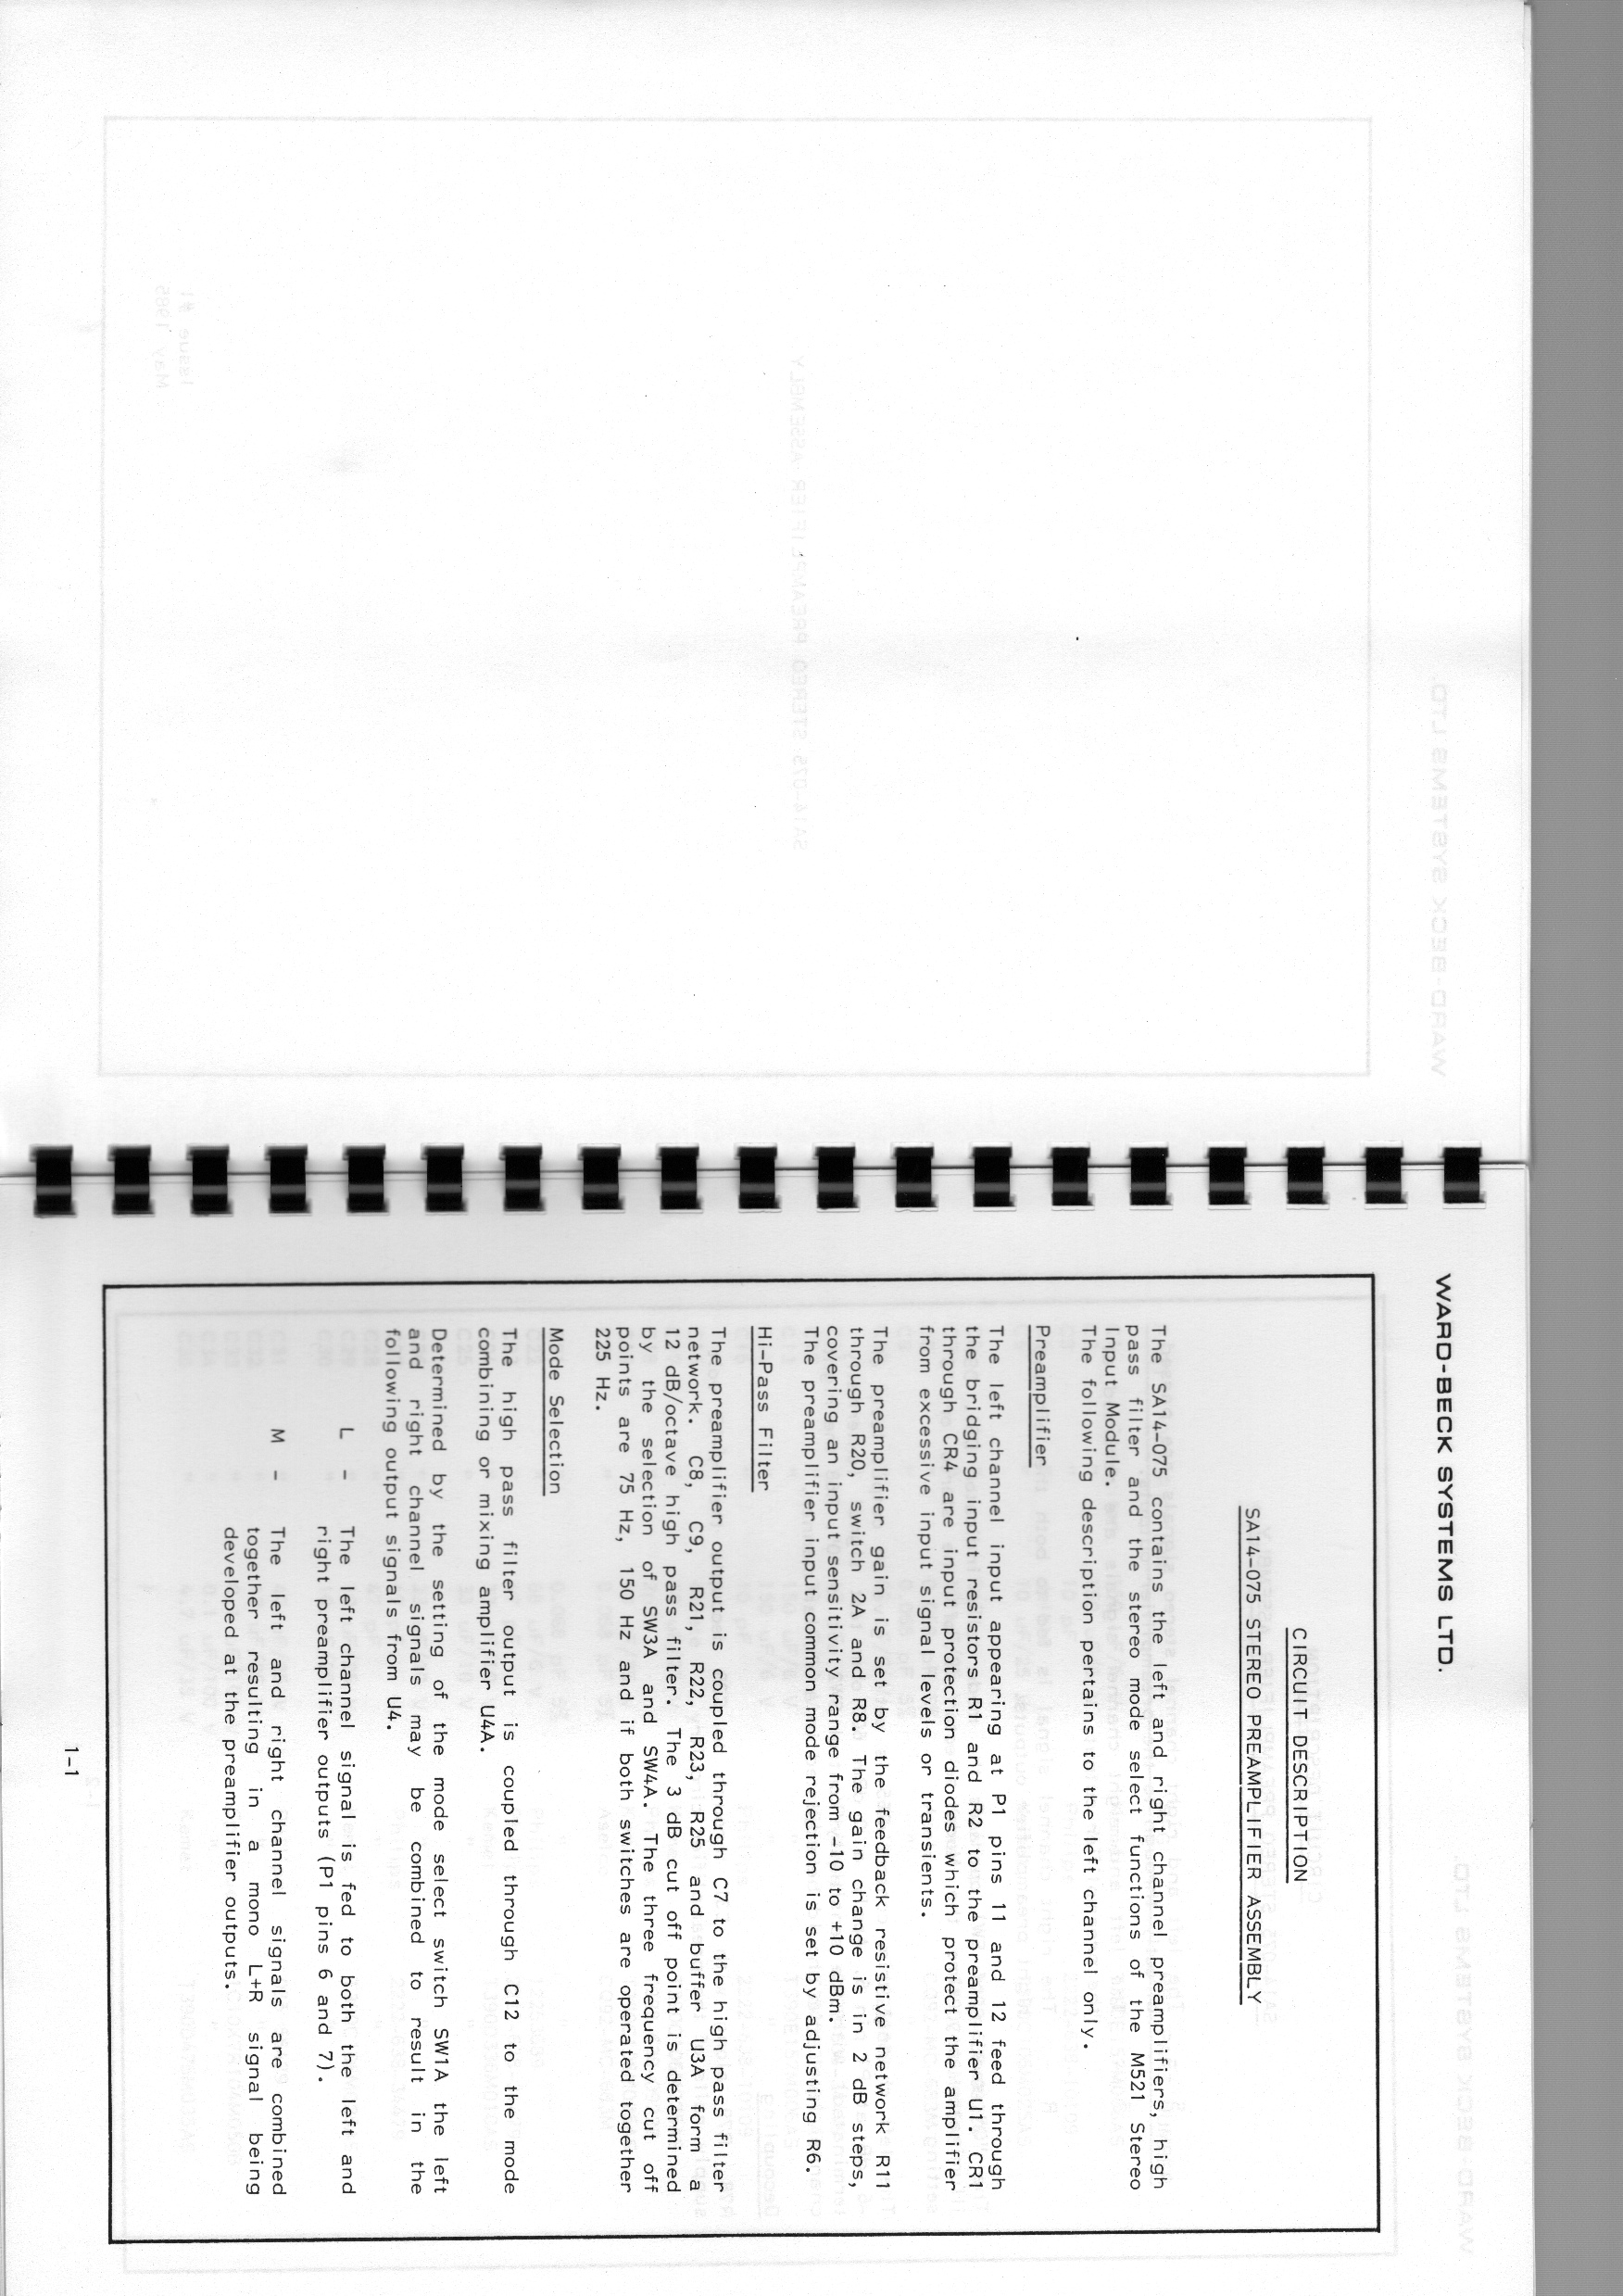 WARD-BECK SYSTEMS LTD.
CIRCUIT DESCRIPTION
SA14-075 STEREO PREAMPLIFIER ASSEMBLY
The SA14-075 contains the left and right channel preamplifiers, high
pass filter and the stereo mode select functions of the M521 Stereo
Input Module.
The following description pertains to the left channel only.
Preamplifier
The left channel input appearing at P1 pins 11 and 12 feed through
the bridging input resistors R1 and R2 to the preamplifier U1. CR1
through CR4 are input protection diodes which protect the amplifier
from excessive input signal levels or transients.
The preamplifier gain is set by the feedback resistive network R11
through R20, switch 2A and R8. The gain change is in 2 dB steps,
covering an input sensitivity range from -10 to +10 dBm.
The preamplifier input common mode rejection is set by adjusting R6.
Hi-Pass Filter
The preamplifier output is coupled through C7 to the high pass filter
network. C8, C9, R21, R22, R23, R25 and buffer U3A form a
12 dB/octave high pass filter. The 3 dB cut off point is determined
by the selection of SW3A and SW4A. The three frequency cut off
points are 75 Hz, 150 Hz and if both switches are operated together
225 Hz.
Mode Selection
The high pass filter output is coupled through C12 to the mode
combining or mixing amplifier U4A.
Determined by the setting of the mode select switch SW1A the left
and right channel signals may be combined to result in the
following output signals from U4.
L - The left channel signal is fed to both the left and
right preamplifier outputs (P1 pins 6 and 7).
M - The left and right channel signals are combined
together resulting in a mono L+R signal being
developed at the preamplifier outputs.
1-1
WARD-BECK SYSTEMS LTD.
SA14-075 STEREO PREAMPLIFIER ASSEMBLY
Issue #1
May 1985